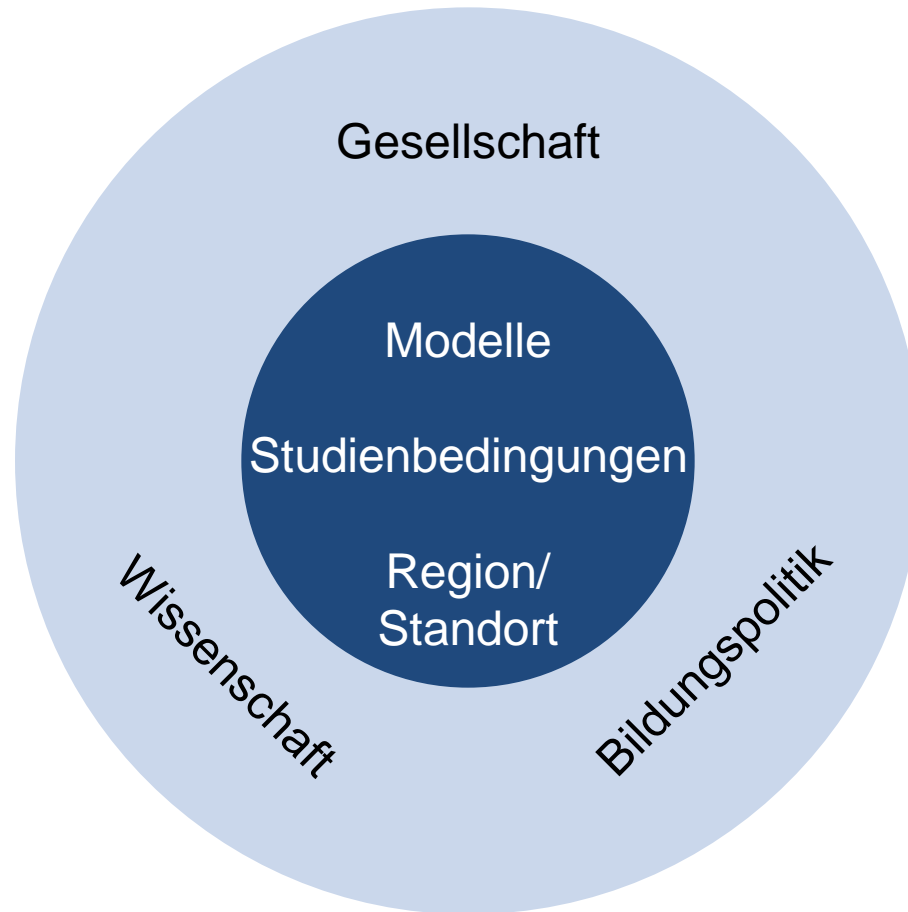 Gesellschaft
Modelle
Studienbedingungen
Region/
Standort
Wissenschaft
Bildungspolitik